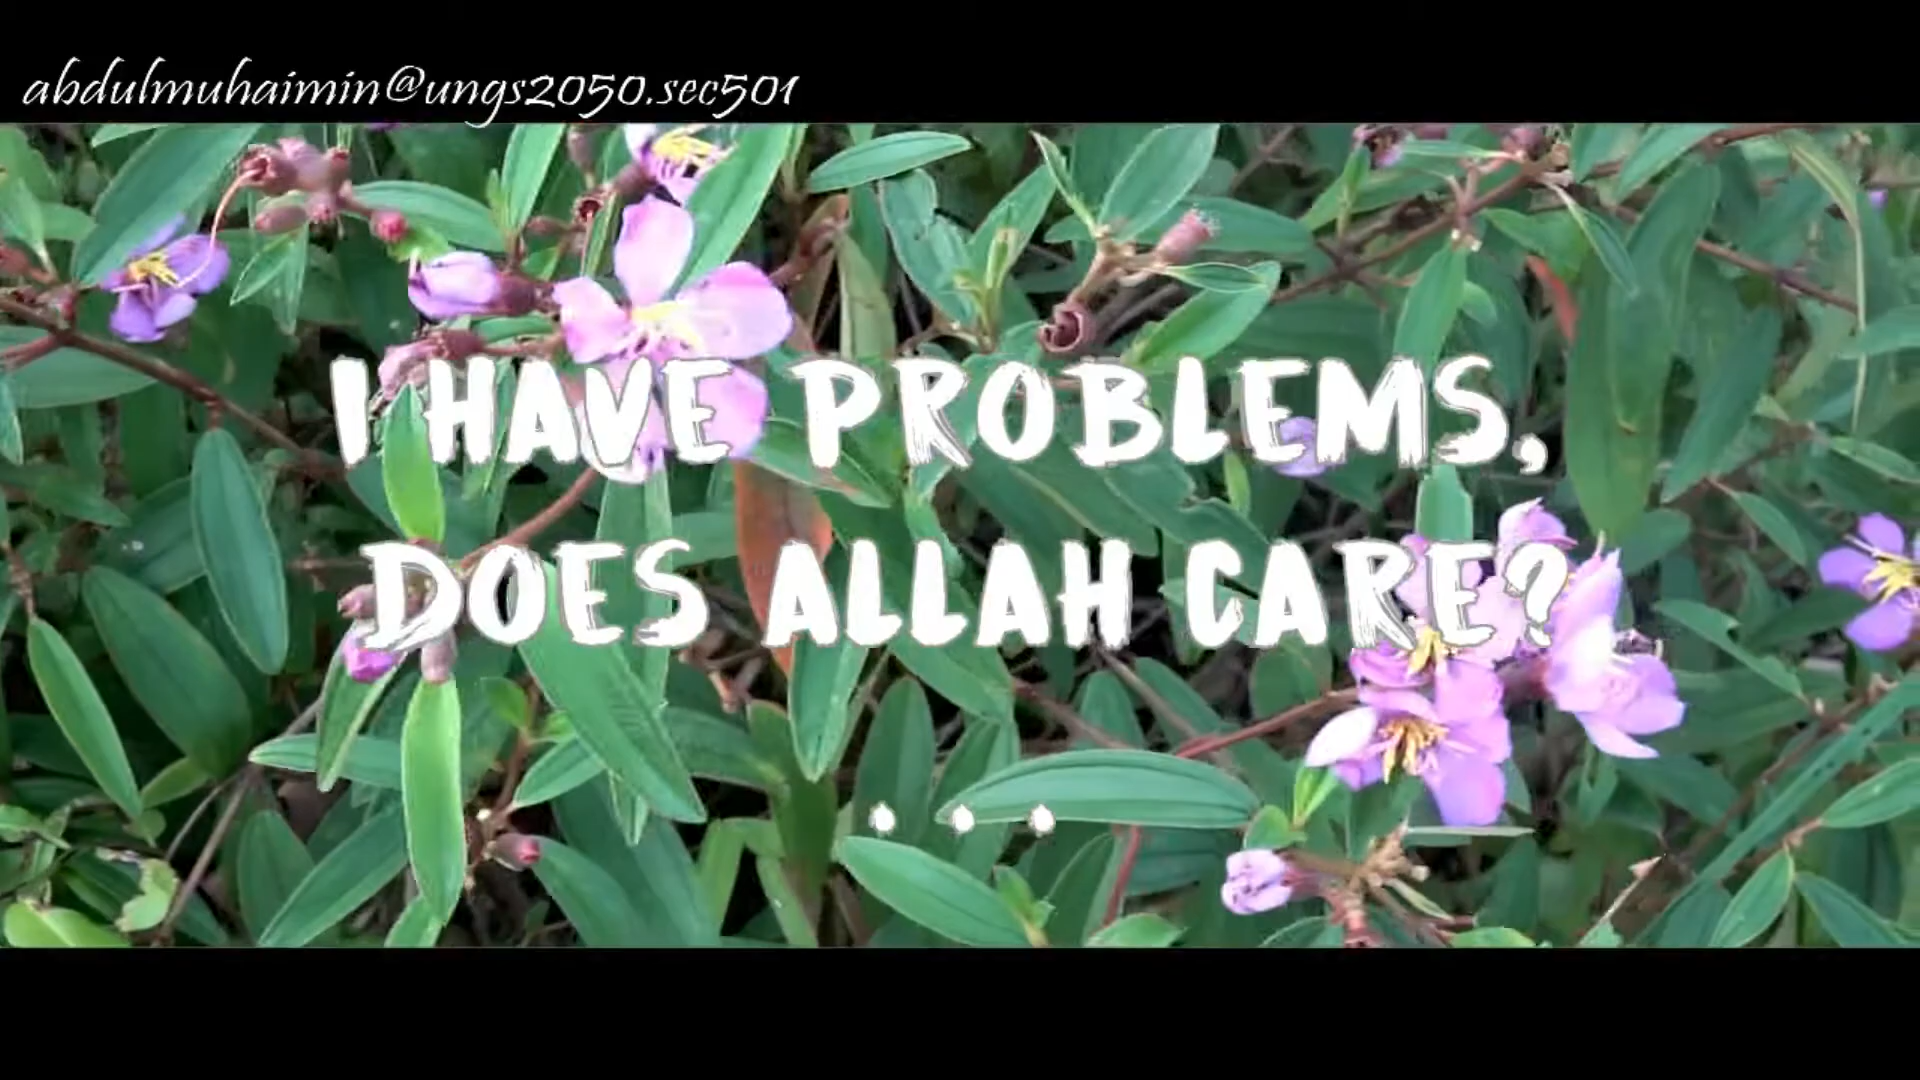 abdulmuhaimin@ungs2050.sec501
I HAVE PROBLEMS,
DOES ALLAH CARE?
...